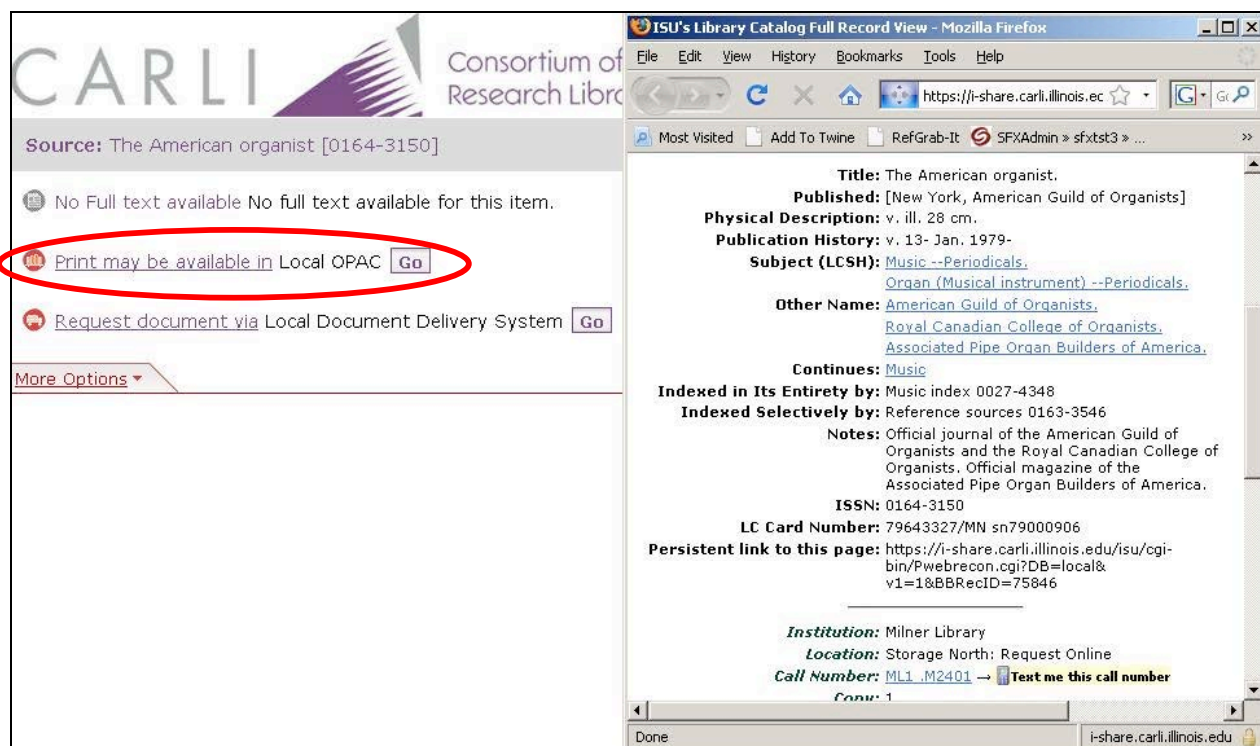 CARLI
Consortium of
Research Libr
Source: The American organist [0164-3150]
No Full text available No full text available for this item.
Print may be available in Local OPAC Go
Request document via Local Document Delivery System Go
More Options
ISU's Library Catalog Full Record View - Mozilla Firefox
File Edit View History Bookmarks Tools Help
https://i-share.carli.illinois.ec G
Most Visited Add To Twine RefGrab-It SFXAdmin » sfxtst3 » ... »
Title: The American organist.
Published: [New York, American Guild of Organists]
Physical Description: v. ill. 28 cm.
Publication History: v. 13- Jan. 1979-
Subject (LCSH): Music --Periodicals.
Organ (Musical instrument) --Periodicals.
Other Name: American Guild of Organists.
Royal Canadian College of Organists.
Associated Pipe Organ Builders of America.
Continues: Music
Indexed in Its Entirety by: Music index 0027-4348
Indexed Selectively by: Reference sources 0163-3546
Notes: Official journal of the American Guild of
Organists and the Royal Canadian College of
Organists. Official magazine of the
Associated Pipe Organ Builders of America.
ISSN: 0164-3150
LC Card Number: 79643327/MN sn79000906
Persistent link to this page: https://i-share.carli.illinois.edu/isu/cgi-
bin/Pwebrecon.cgi?DB=local&
v1=1&BBRecID=75846
Institution: Milner Library
Location: Storage North: Request Online
Call Number: ML1 .M2401 → Text me this call number
Copy: 1
Done i-share.carli.illinois.edu